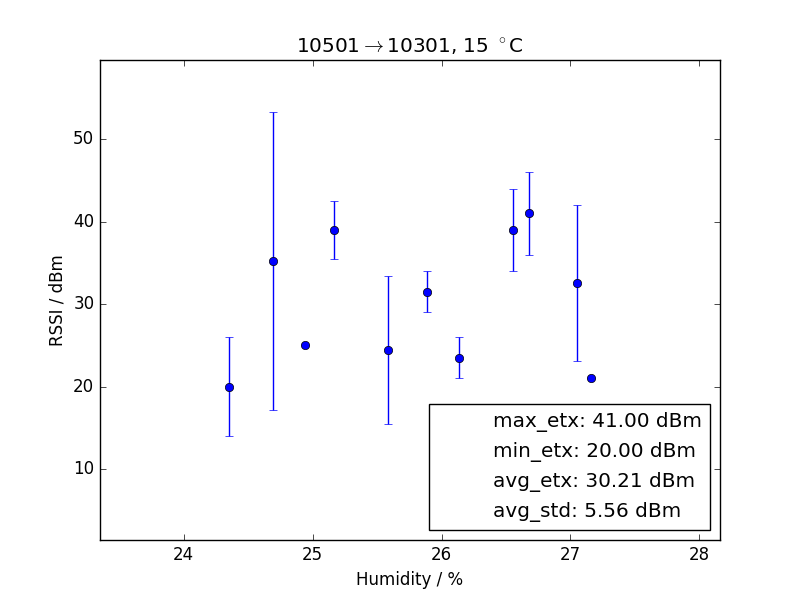 10501→10301, 15 °C
50
40
30
20
10
RSSI / dBm
max_etx: 41.00 dBm
min_etx: 20.00 dBm
avg_etx: 30.21 dBm
avg_std: 5.56 dBm
24 25 26 27 28
Humidity / %